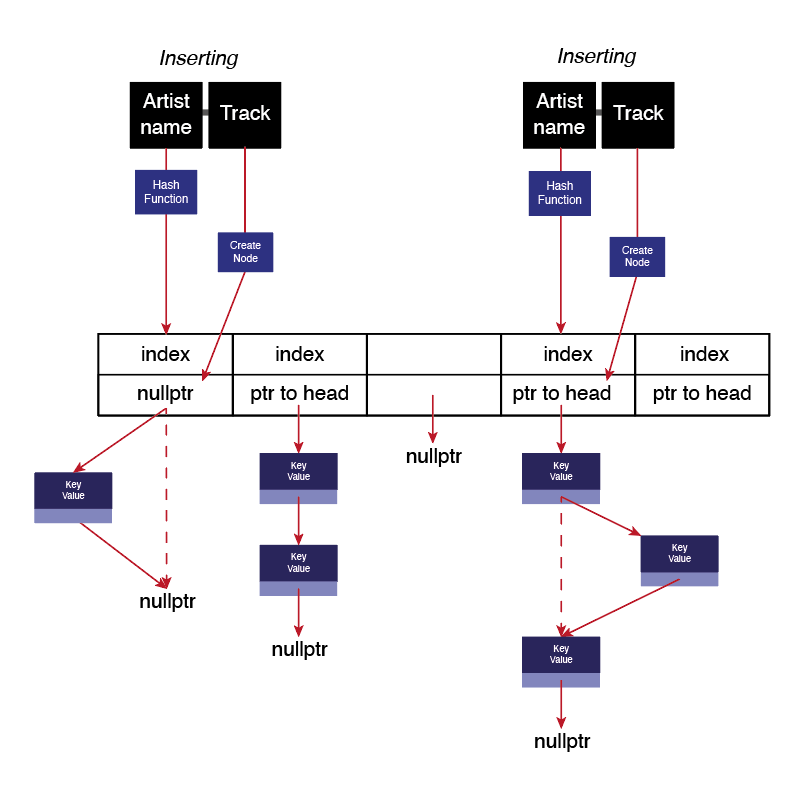 Inserting
Inserting
Artist
name
Track
Artist
name
Track
Hash
Function
Hash
Function
Create
Node
Create
Node
index
index
index
index
nullptr
ptr to head
ptr to head
ptr to head
nullptr
Key
Value
Key
Value
Key
Value
Key
Value
Key
Value
nullptr
nullptr
Key
Value
nullptr